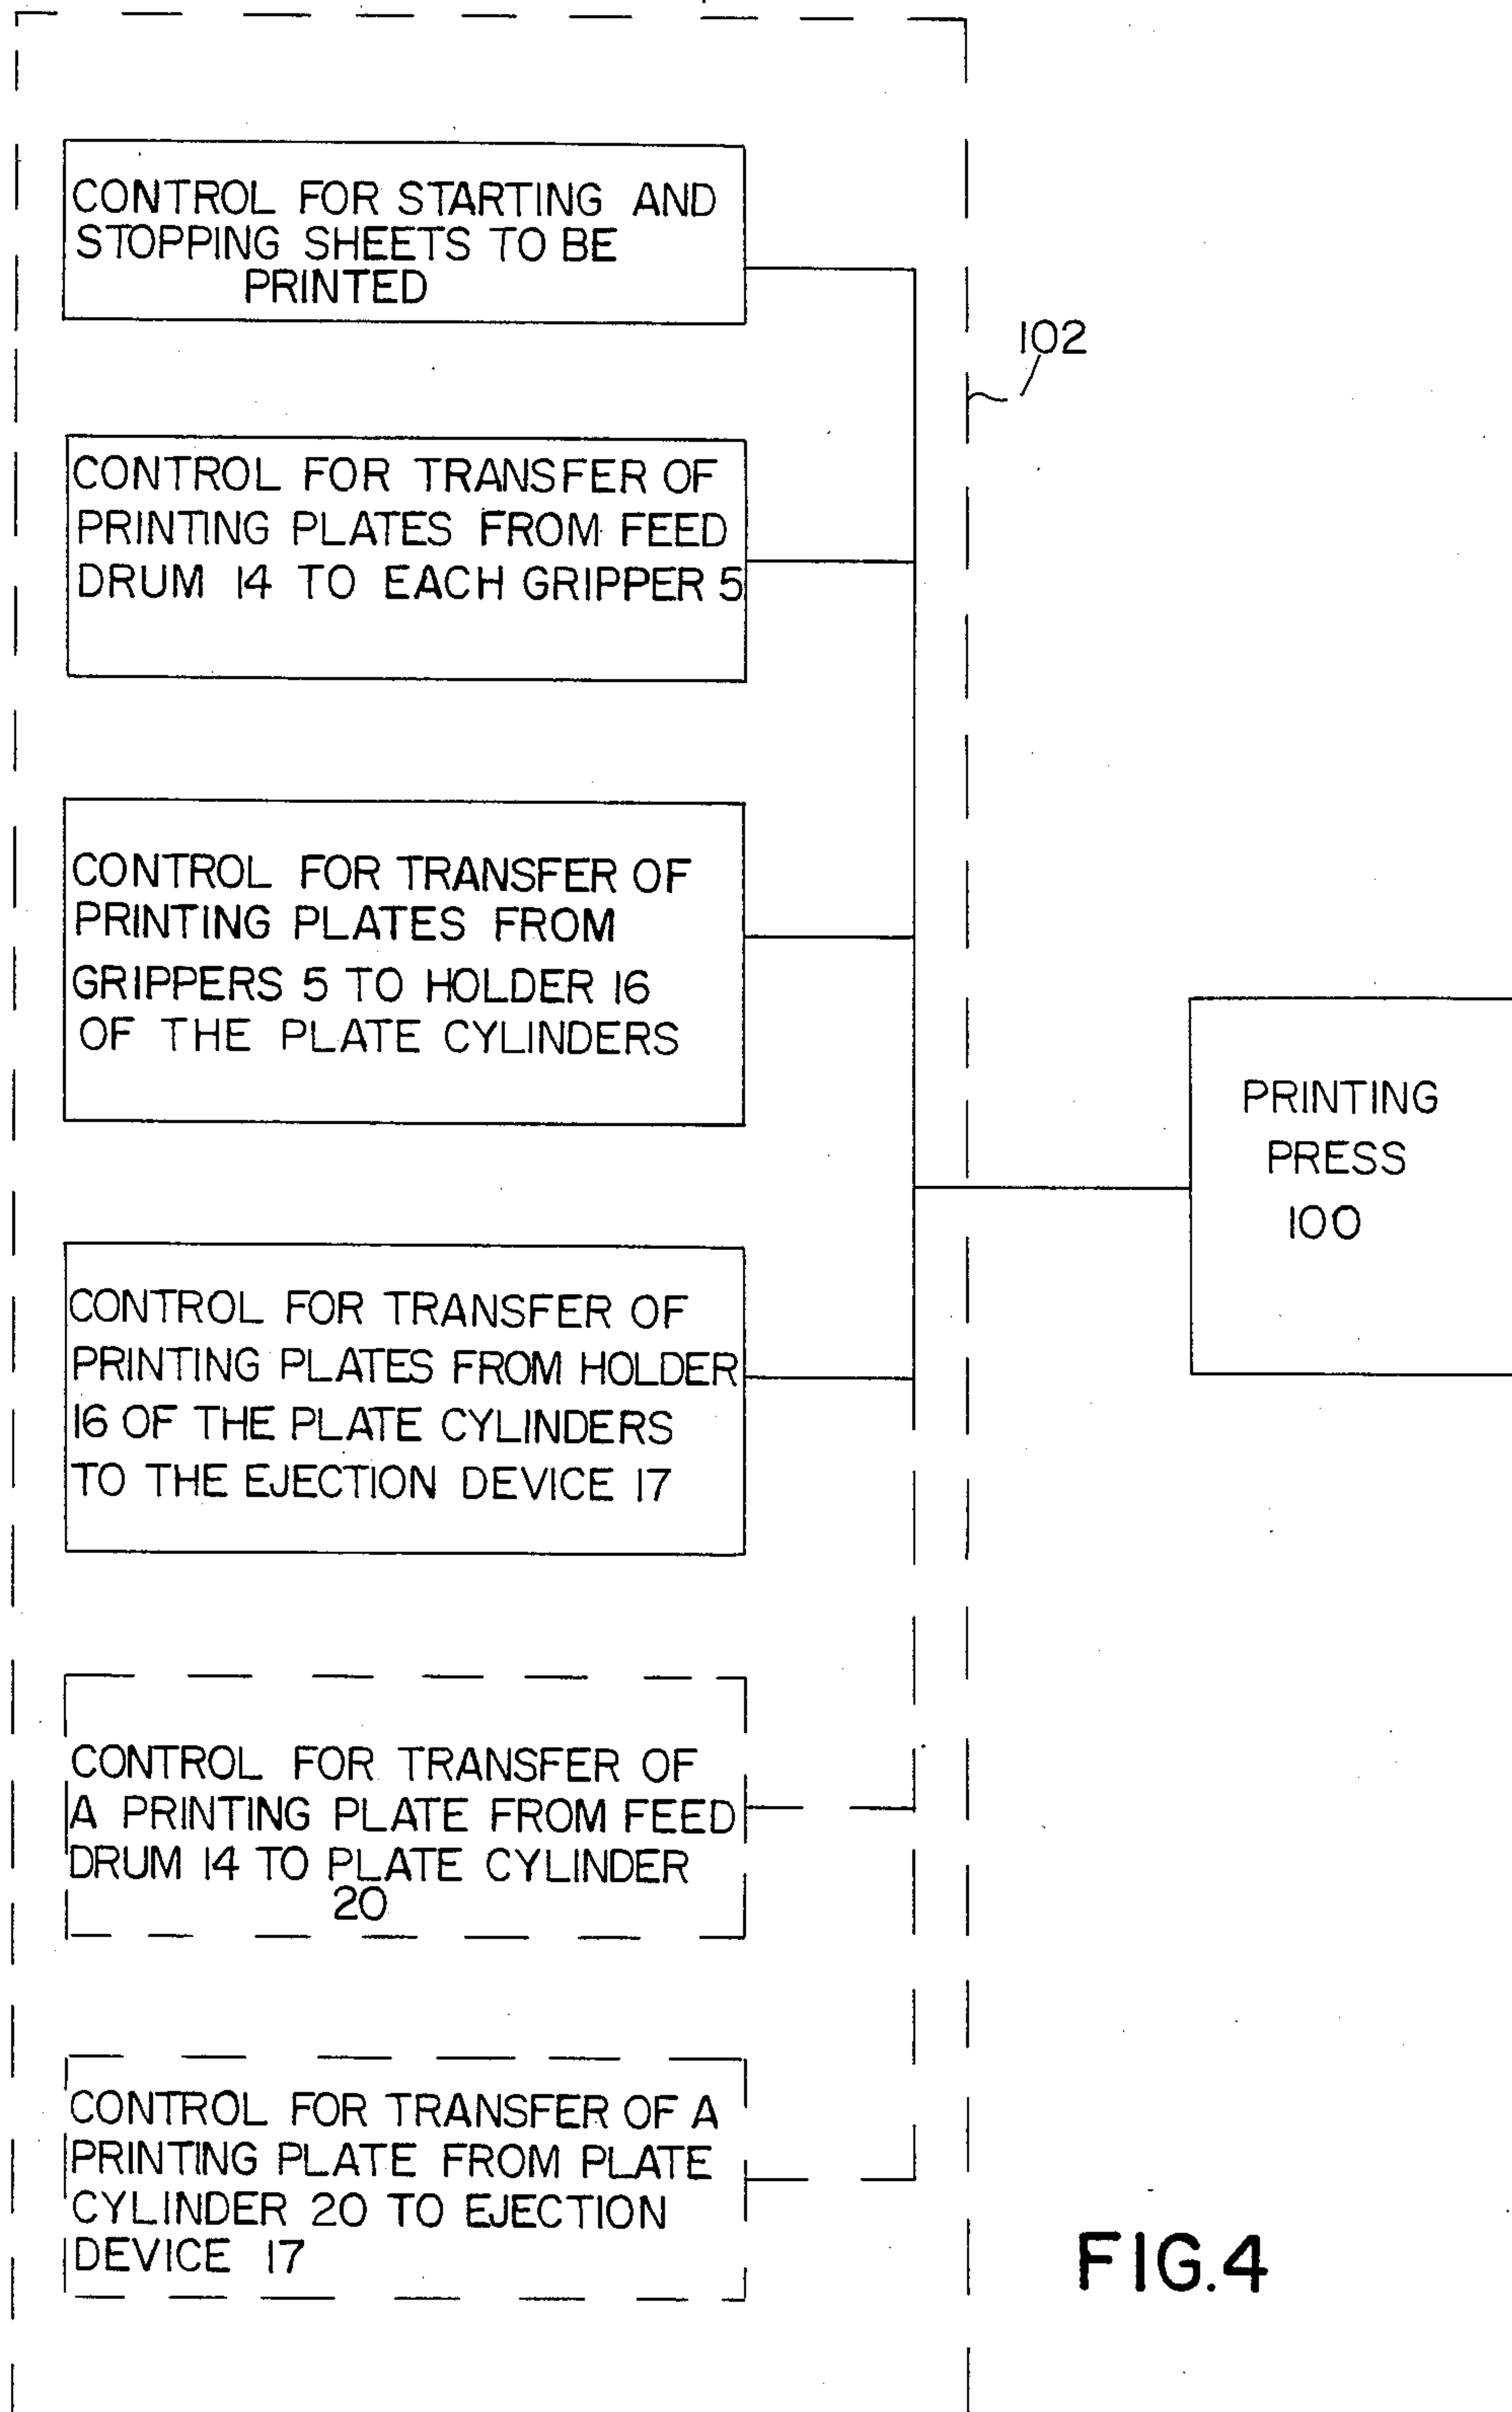 CONTROL FOR STARTING AND
STOPPING SHEETS TO BE
PRINTED
102
CONTROL FOR TRANSFER OF
PRINTING PLATES FROM FEED
DRUM 14 TO EACH GRIPPER 5
CONTROL FOR TRANSFER OF
PRINTING PLATES FROM
GRIPPERS 5 TO HOLDER 16
OF THE PLATE CYLINDERS
PRINTING
PRESS
100
CONTROL FOR TRANSFER OF
PRINTING PLATES FROM HOLDER
16 OF THE PLATE CYLINDERS
TO THE EJECTION DEVICE 17
CONTROL FOR TRANSFER OF
A PRINTING PLATE FROM FEED
DRUM 14 TO PLATE CYLINDER
20
CONTROL FOR TRANSFER OF A
PRINTING PLATE FROM PLATE
CYLINDER 20 TO EJECTION
DEVICE 17
FIG.4